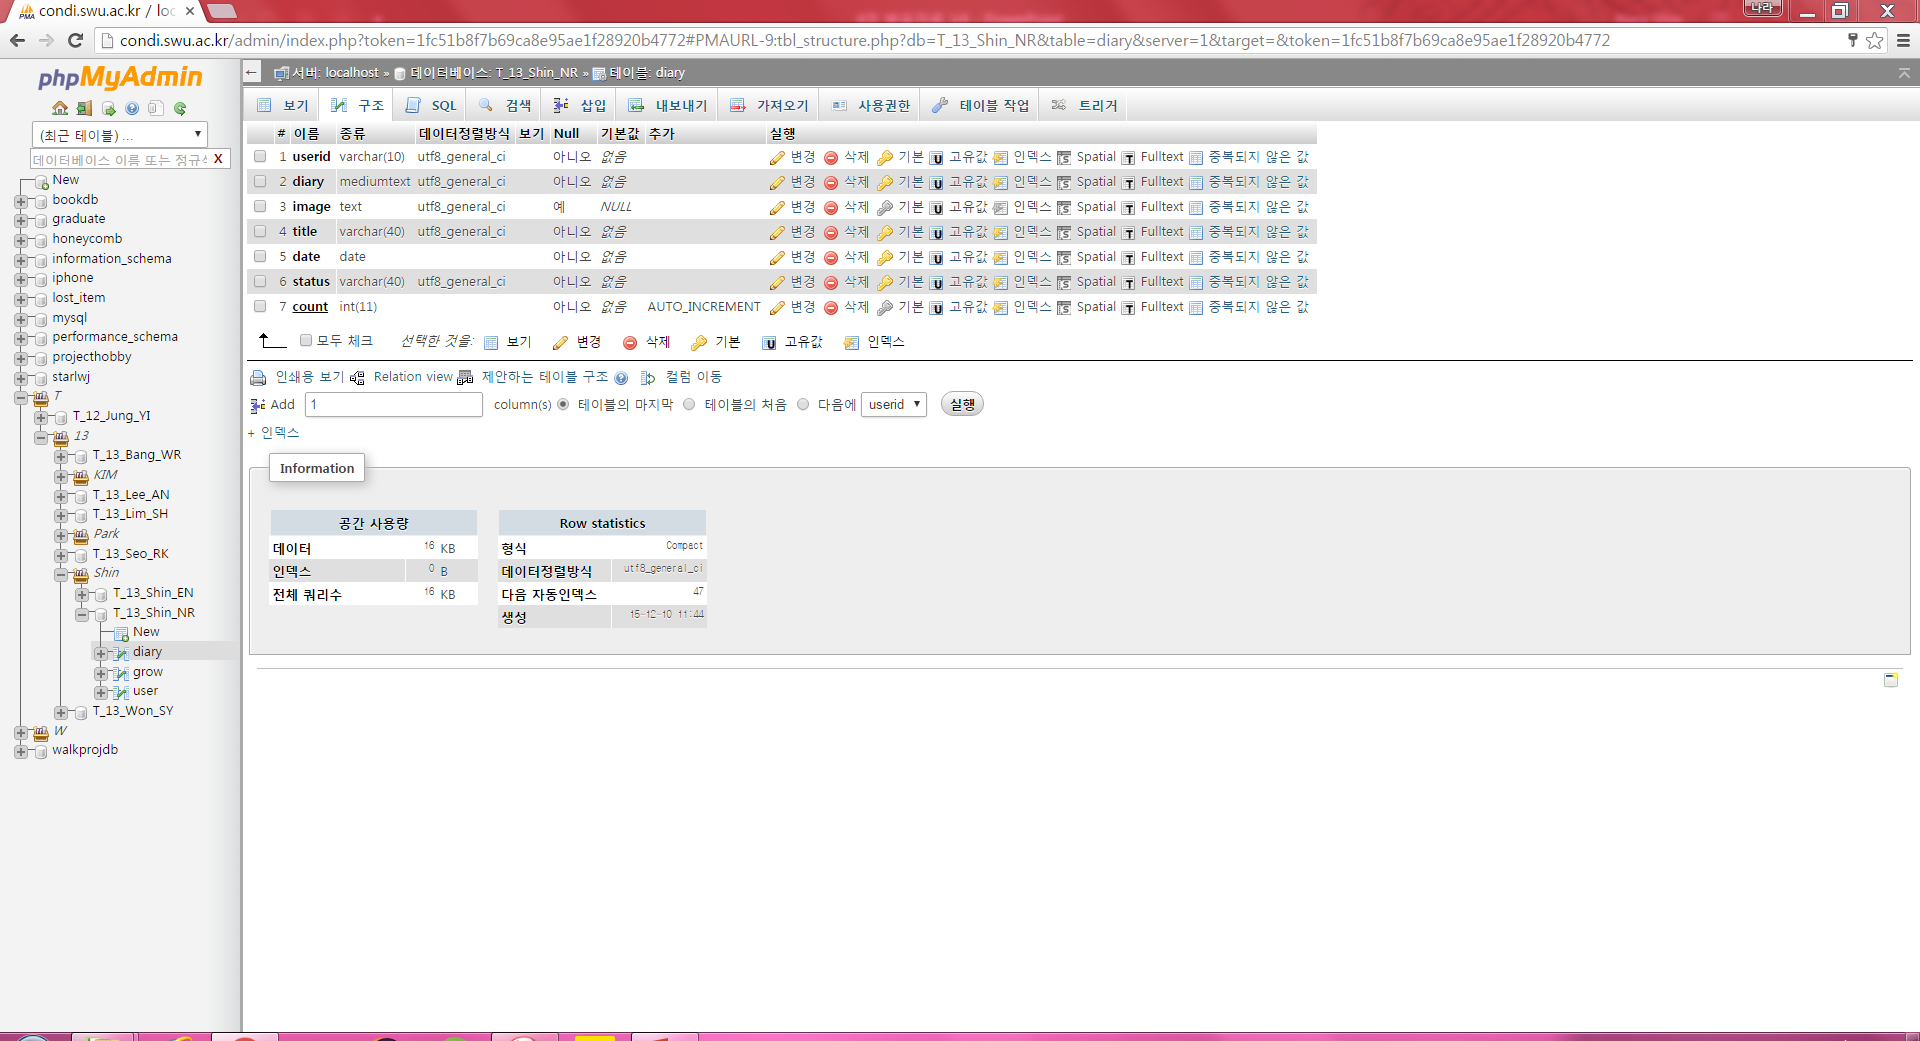 condi.swu.ac.kr / loc
나라
condi.swu.ac.kr/admin/index.php?token=1fc51b8f7b69ca8e95ae1f28920b4772#PMAURL-9:tbl_structure.php?db=T_13_Shin_NR&table=diary&server=1&target=&token=1fc51b8f7b69ca8e95ae1f28920b4772
phpMyAdmin
(최근 테이블) ...
데이터베이스 이름 또는 정규식 X
New
bookdb
graduate
honeycomb
information_schema
iphone
lost_item
mysql
performance_schema
projecthobby
starlwj
T
T_12_Jung_YI
13
T_13_Bang_WR
KIM
T_13_Lee_AN
T_13_Lim_SH
Park
T_13_Seo_RK
Shin
T_13_Shin_EN
T_13_Shin_NR
New
diary
grow
user
T_13_Won_SY
W
walkprojdb
서버: localhost » 데이터베이스: T_13_Shin_NR » 테이블: diary
보기 구조 SQL 검색 삽입 내보내기 가져오기 사용권한 테이블 작업 트리거
# 이름 종류 데이터정렬방식 보기 Null 기본값 추가 실행
1 userid varchar(10) utf8_general_ci 아니오 없음 변경 삭제 기본 고유값 인덱스 Spatial Fulltext 중복되지 않은 값
2 diary mediumtext utf8_general_ci 아니오 없음 변경 삭제 기본 고유값 인덱스 Spatial Fulltext 중복되지 않은 값
3 image text utf8_general_ci 예 NULL 변경 삭제 기본 고유값 인덱스 Spatial Fulltext 중복되지 않은 값
4 title varchar(40) utf8_general_ci 아니오 없음 변경 삭제 기본 고유값 인덱스 Spatial Fulltext 중복되지 않은 값
5 date date 아니오 없음 변경 삭제 기본 고유값 인덱스 Spatial Fulltext 중복되지 않은 값
6 status varchar(40) utf8_general_ci 아니오 없음 변경 삭제 기본 고유값 인덱스 Spatial Fulltext 중복되지 않은 값
7 count int(11) 아니오 없음 AUTO_INCREMENT 변경 삭제 기본 고유값 인덱스 Spatial Fulltext 중복되지 않은 값
모두 체크 선택한 것을: 보기 변경 삭제 기본 고유값 인덱스
인쇄용 보기 Relation view 제안하는 테이블 구조 컬럼 이동
Add 1 column(s) 테이블의 마지막 테이블의 처음 다음에 userid 실행
+ 인덱스
Information
공간 사용량
데이터 16 KB
인덱스 0 B
전체 쿼리수 16 KB
Row statistics
형식 Compact
데이터정렬방식 utf8_general_ci
다음 자동인덱스 47
생성 15-12-10 11:44